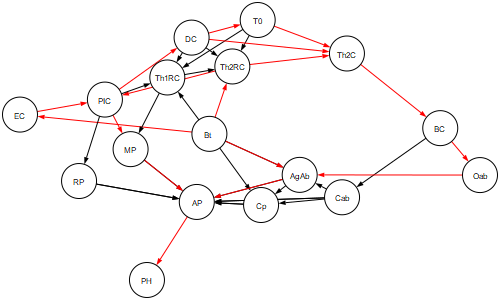 T0
DC
Th2C
Th2RC
Th1RC
PIC
EC
BC
Bt
MP
AgAb
Oab
RP
Cab
AP
Cp
PH